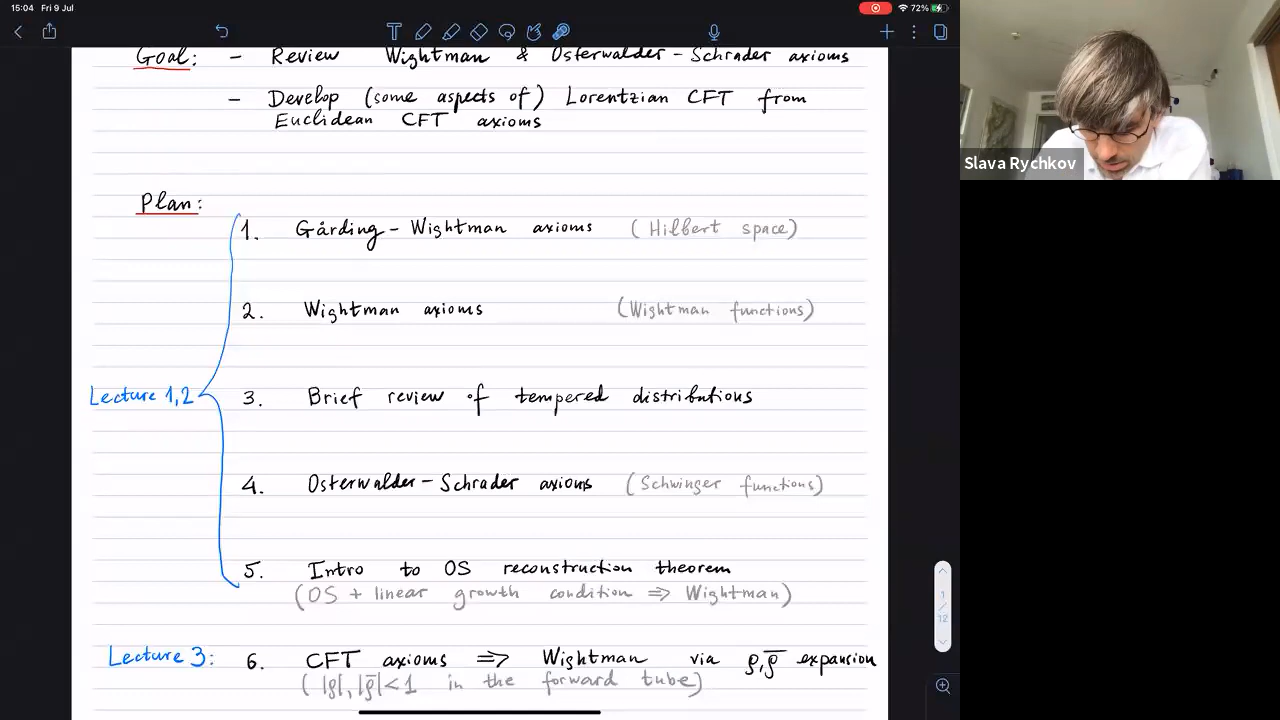 15:04 Fri 9 Jul
72%
Goal: - Review Wightman & Osterwalder-Schrader axioms
- Develop (some aspects of) Lorentzian CFT from
Euclidean CFT axioms
Slava Rychkov
Plan:
1. Gårding-Wightman axioms (Hilbert space)
2. Wightman axioms (Wightman functions)
Lecture 1,2
3. Brief review of tempered distributions
4. Osterwalder-Schrader axioms (Schwinger functions)
5. Intro to OS reconstruction theorem
(OS + linear growth condition ⇒ Wightman)
Lecture 3: 6. CFT axioms ⇒ Wightman via ρ,ρ̅ expansion
(|ρ|,|ρ̅|<1 in the forward tube)
1
/
12